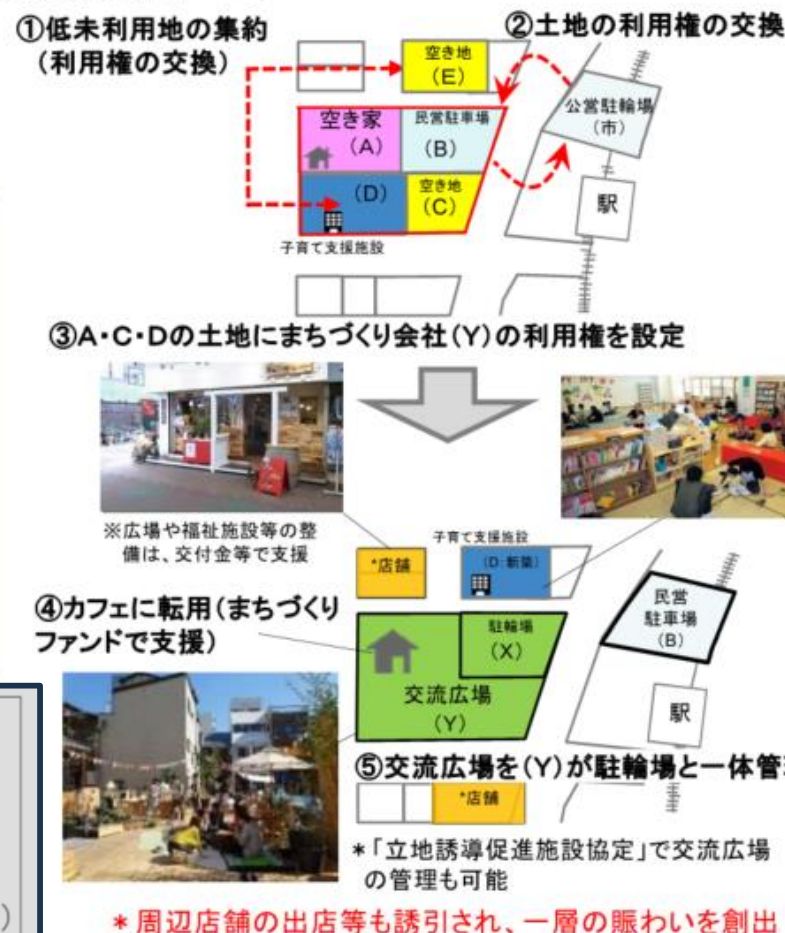 ①低未利用地の集約
(利用権の交換)
②土地の利用権の交換
空き地
(E)
公営駐輪場
(市)
空き家
(A)
民営駐車場
(B)
(D)
空き地
(C)
駅
子育て支援施設
③A・C・Dの土地にまちづくり会社(Y)の利用権を設定
※広場や福祉施設等の整
備は、交付金等で支援
子育て支援施設
*店舗
(D:新築)
④カフェに転用(まちづくり
ファンドで支援)
駐輪場
(X)
民営
駐車場
(B)
交流広場
(Y)
駅
⑤交流広場を(Y)が駐輪場と一体管
*店舗
*「立地誘導促進施設協定」で交流広場
の管理も可能
)
*周辺店舗の出店等も誘引され、一層の賑わいを創出